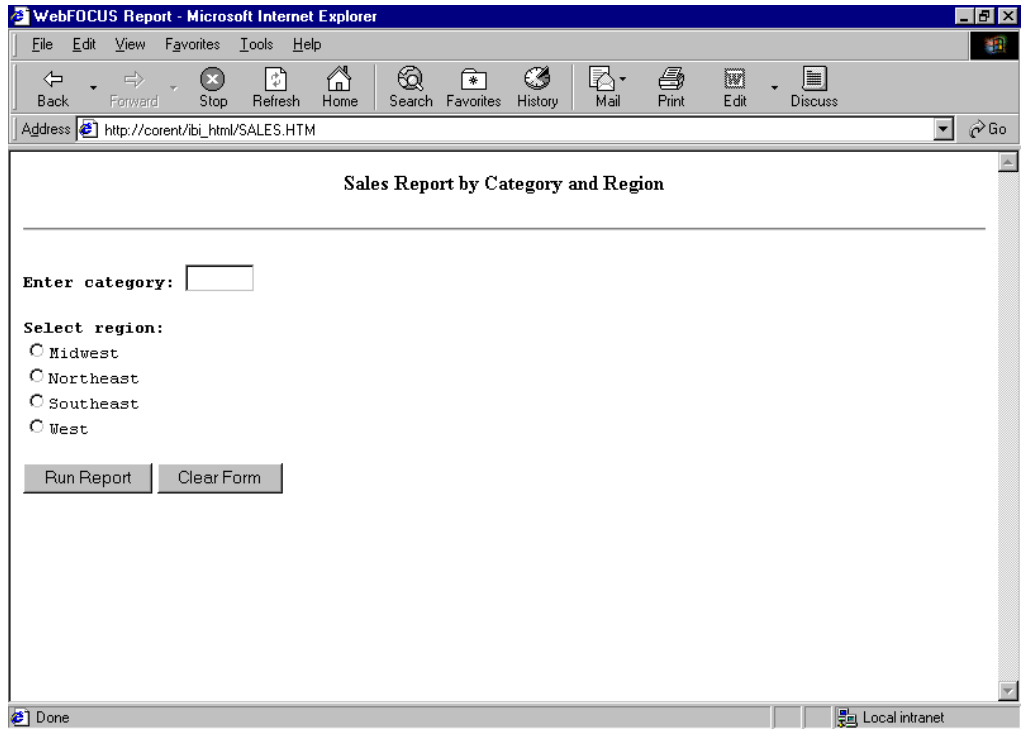 WebFOCUS Report - Microsoft Internet Explorer
File Edit View Favorites Tools Help
Back Forward Stop Refresh Home Search Favorites History Mail Print Edit Discuss
Address http://corent/ibi_html/SALES.HTM Go
Sales Report by Category and Region
Enter category:
Select region:
Midwest
Northeast
Southeast
West
Run Report Clear Form
Done Local intranet